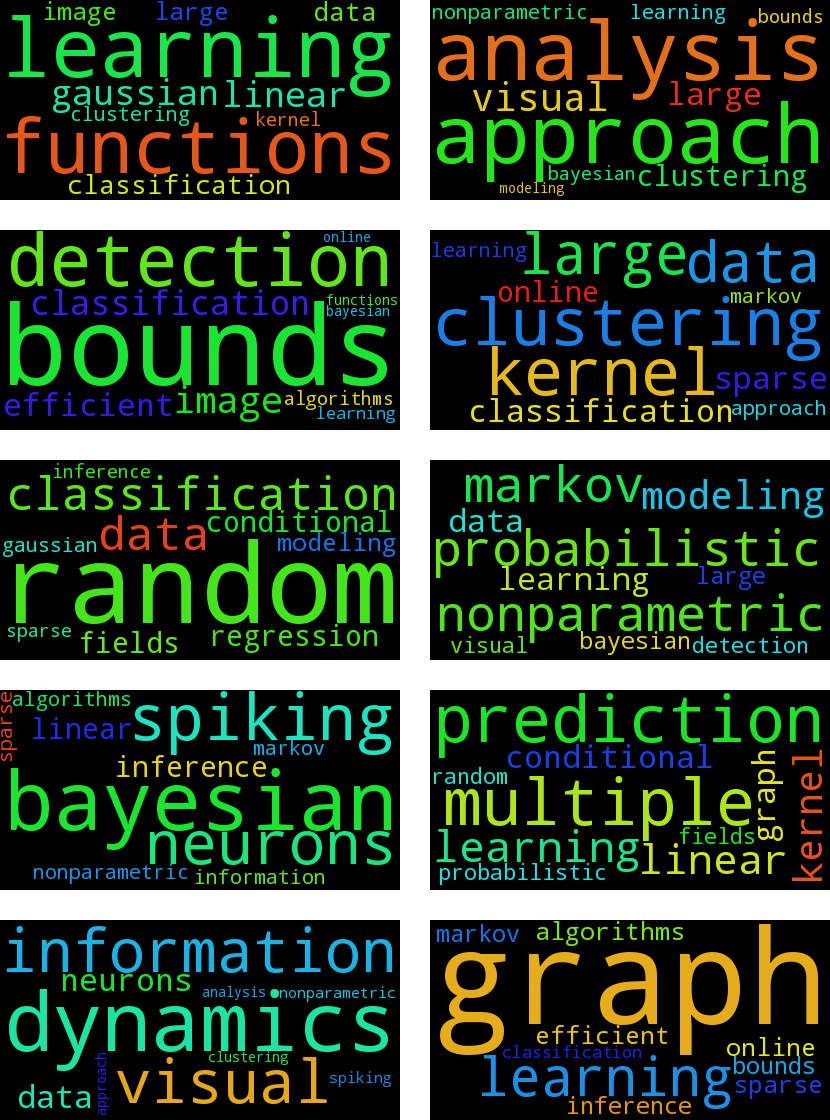 image large data
learning
gaussian linear
clustering kernel
functions
classification
nonparametric learning bounds
analysis
visual large
approach
bayesian clustering
modeling
online
detection
classification functions
bayesian
bounds
efficient image algorithms
learning
learning large data
online markov
clustering
kernel sparse
classification approach
inference
classification
data conditional
gaussian modeling
random
sparse fields regression
markov modeling
data
probabilistic
learning large
nonparametric
visual bayesian detection
sparse algorithms spiking
linear markov
inference
bayesian
neurons
nonparametric information
prediction
conditional graph kernel
random
multiple
learning fields linear
probabilistic
information
neurons analysis nonparametric
dynamics
clustering
approach visual spiking
data
markov algorithms
graph
efficient online
classification
learning bounds
sparse
inference